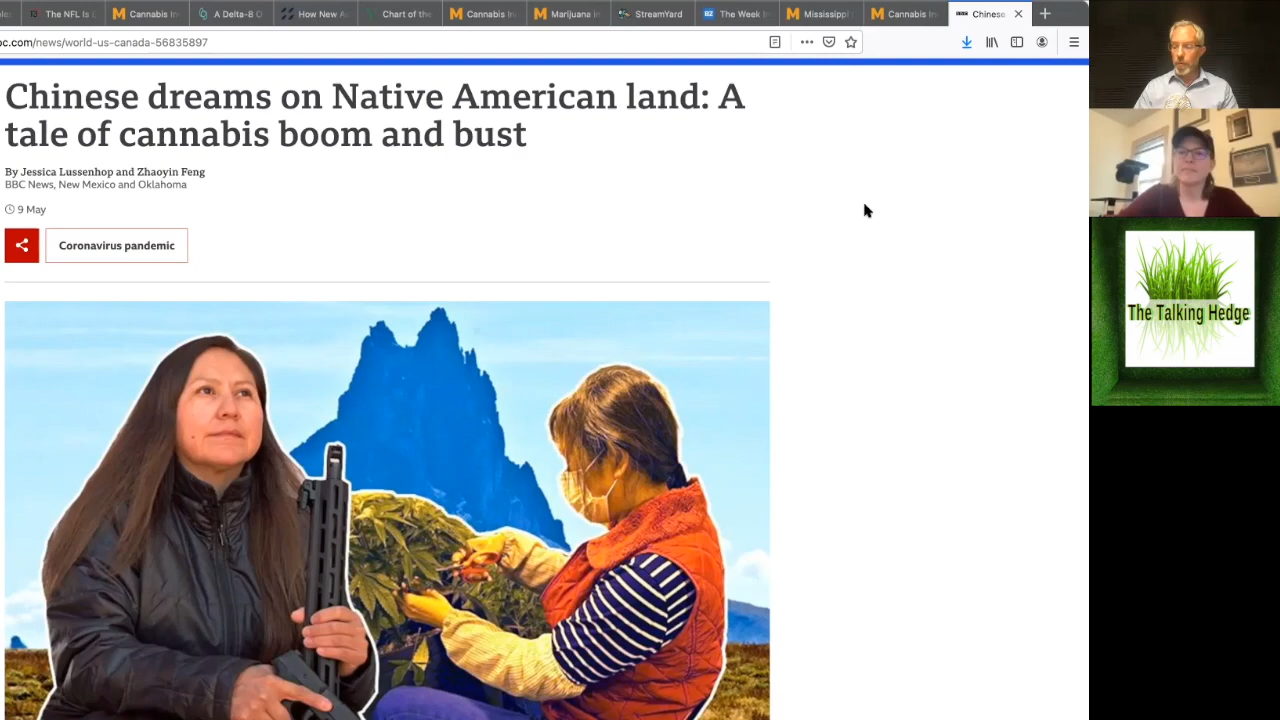 The NFL is
Cannabis In
A Delta-8 O
How New A
Chart of the
Cannabis In
Marijuana in
StreamYard
The Week i
Mississippi
Cannabis In
Chinese
oc.com/news/world-us-canada-56835897
Chinese dreams on Native American land: A
tale of cannabis boom and bust
By Jessica Lussenhop and Zhaoyin Feng
BBC News, New Mexico and Oklahoma
9 May
Coronavirus pandemic
The Talking Hedge